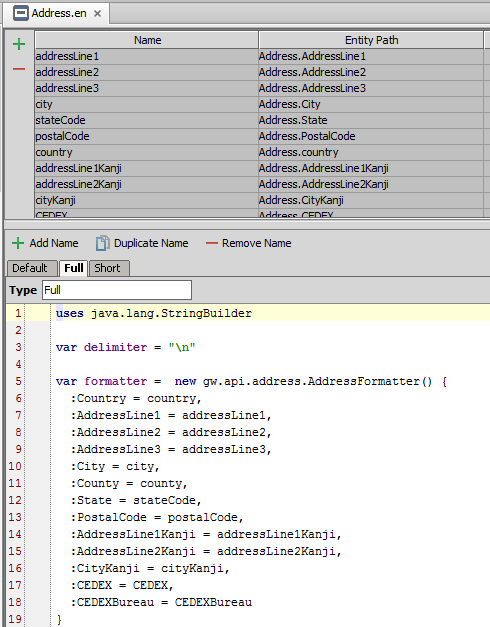 Address.en
Name Entity Path
addressLine1 Address.AddressLine1
addressLine2 Address.AddressLine2
addressLine3 Address.AddressLine3
city Address.City
stateCode Address.State
postalCode Address.PostalCode
country Address.country
addressLine1Kanji Address.AddressLine1Kanji
addressLine2Kanji Address.AddressLine2Kanji
cityKanji Address.CityKanji
CEDEX Address.CEDEX
Add Name Duplicate Name Remove Name
Default Full Short
Type Full
1 uses java.lang.StringBuilder
2
3 var delimiter = "\n"
4
5 var formatter =  new gw.api.address.AddressFormatter() {
6   :Country = country,
7   :AddressLine1 = addressLine1,
8   :AddressLine2 = addressLine2,
9   :AddressLine3 = addressLine3,
10   :City = city,
11   :County = county,
12   :State = stateCode,
13   :PostalCode = postalCode,
14   :AddressLine1Kanji = addressLine1Kanji,
15   :AddressLine2Kanji = addressLine2Kanji,
16   :CityKanji = cityKanji,
17   :CEDEX = CEDEX,
18   :CEDEXBureau = CEDEXBureau
19 }